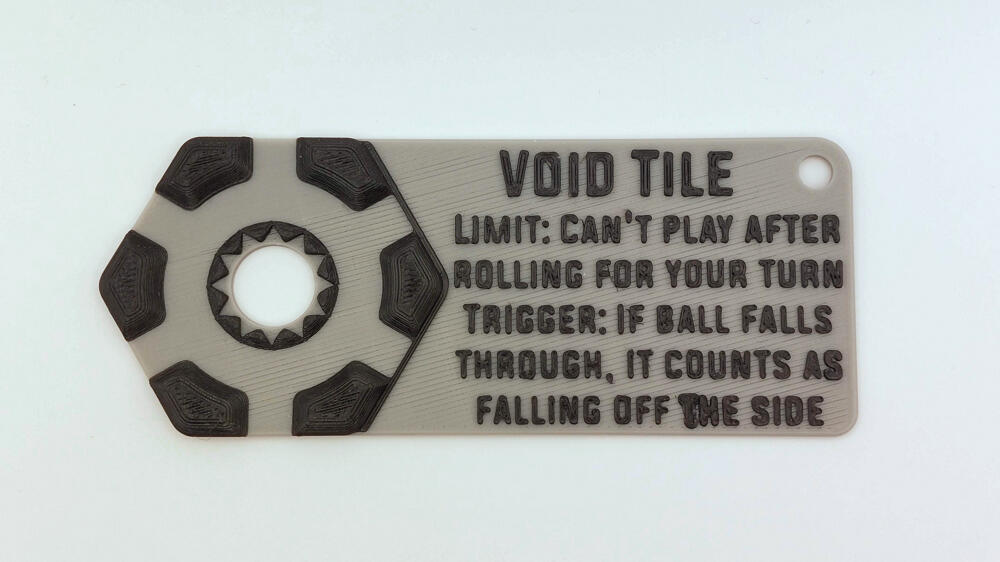 VOID TILE
LIMIT: CAN'T PLAY AFTER
ROLLING FOR YOUR TURN
TRIGGER: IF BALL FALLS
THROUGH, IT COUNTS AS
FALLING OFF THE SIDE